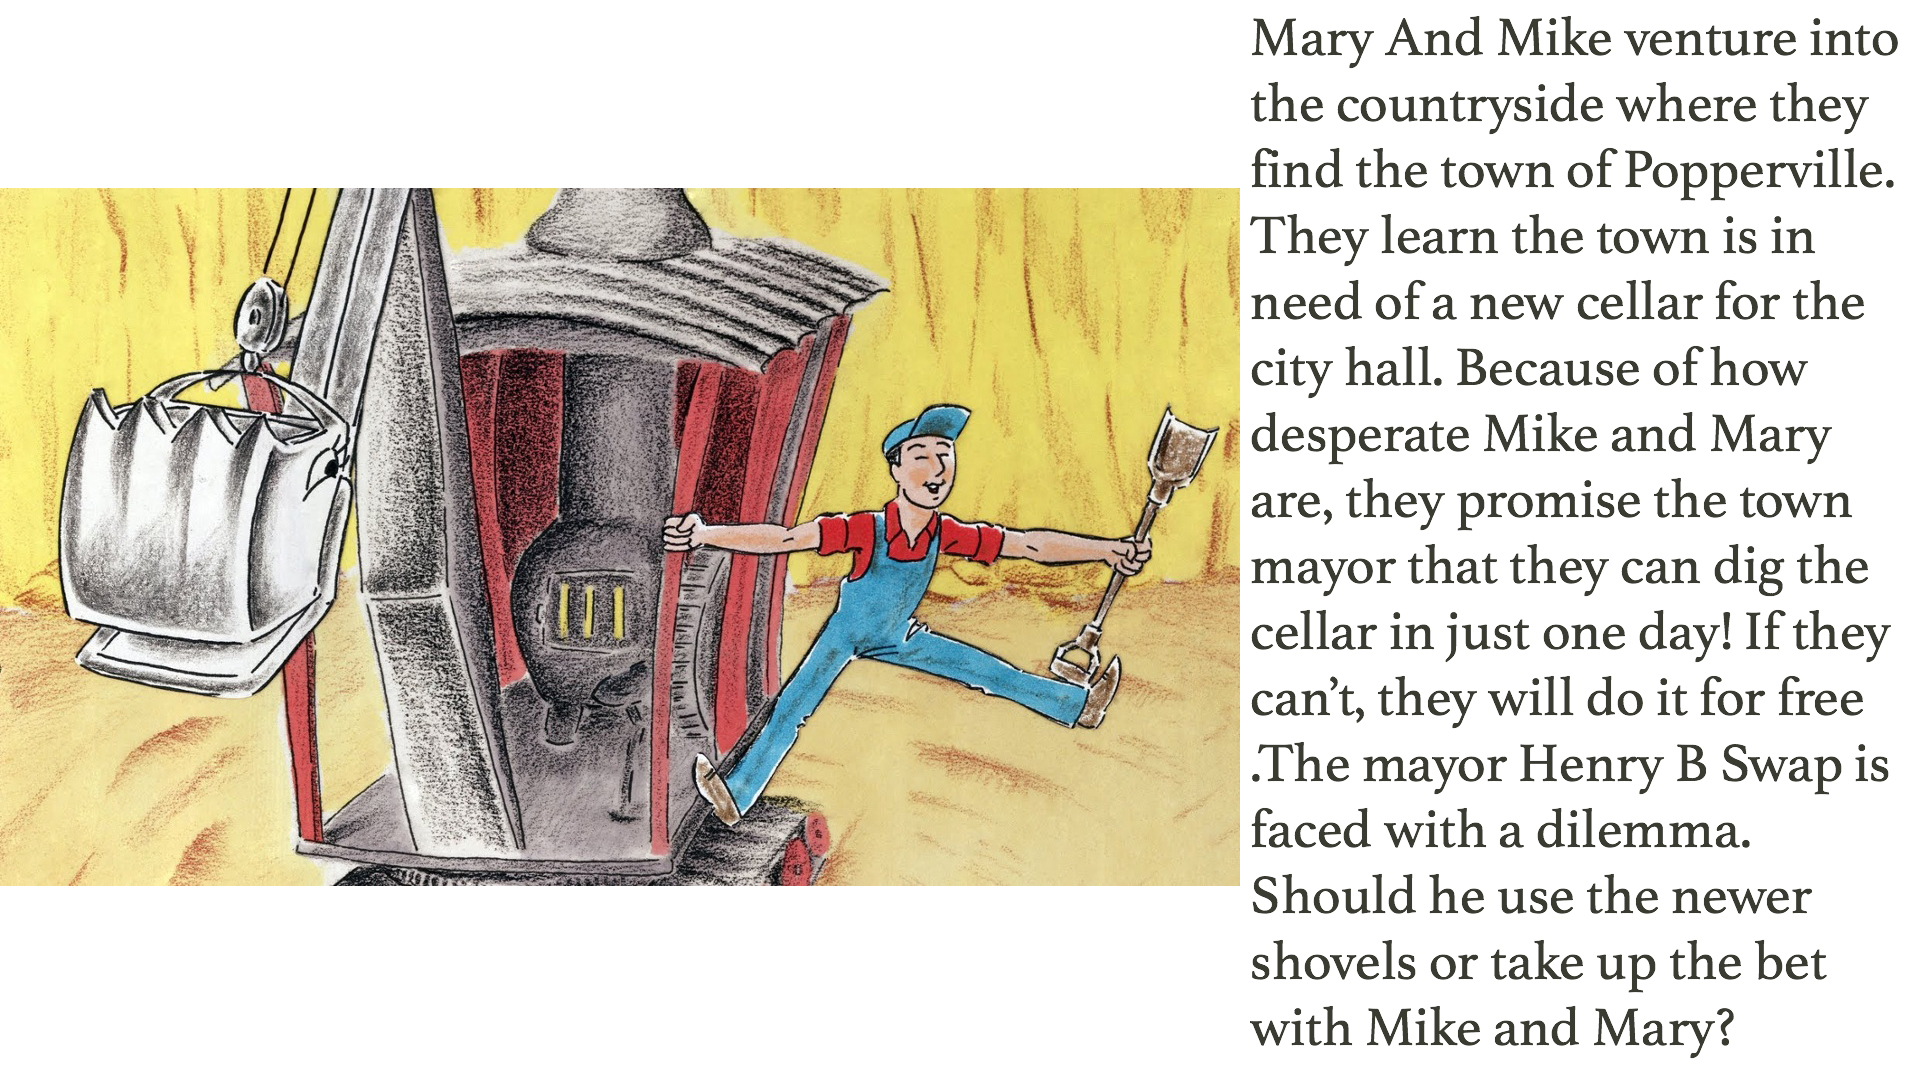 Mary And Mike venture into
the countryside where they
find the town of Popperville.
They learn the town is in
need of a new cellar for the
city hall. Because of how
desperate Mike and Mary
are, they promise the town
mayor that they can dig the
cellar in just one day! If they
can’t, they will do it for free
.The mayor Henry B Swap is
faced with a dilemma.
Should he use the newer
shovels or take up the bet
with Mike and Mary?